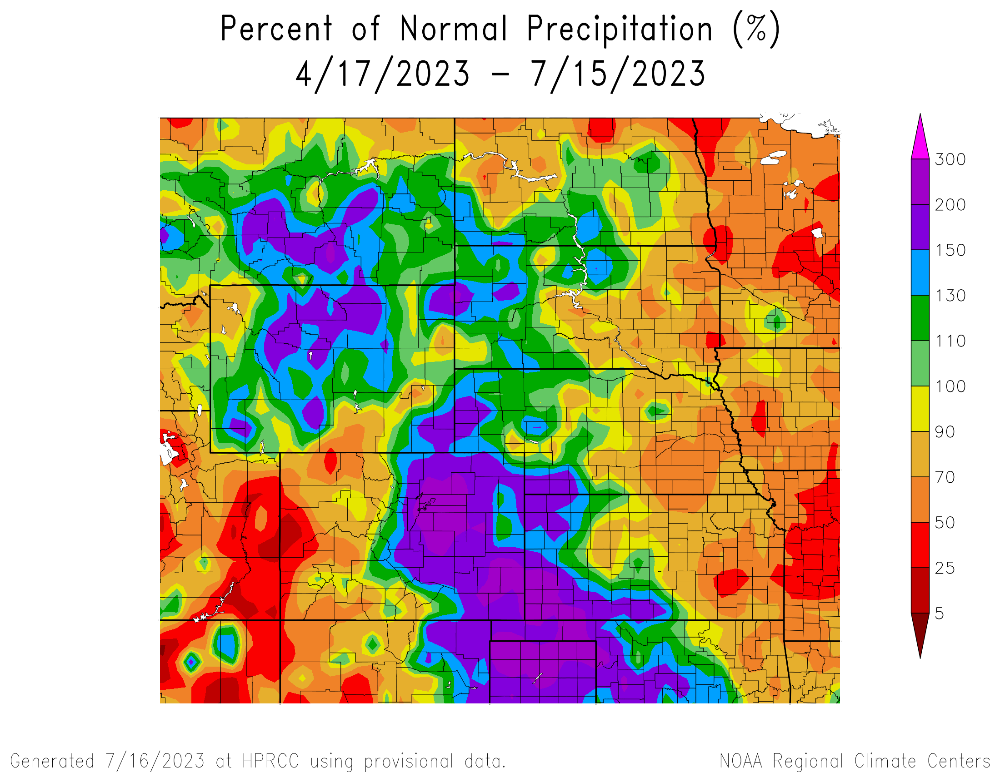 Percent of Normal Precipitation (%)
4/17/2023 – 7/15/2023
300
200
150
130
110
100
90
70
50
25
5
Generated 7/16/2023 at HPRCC using provisional data.
NOAA Regional Climate Centers